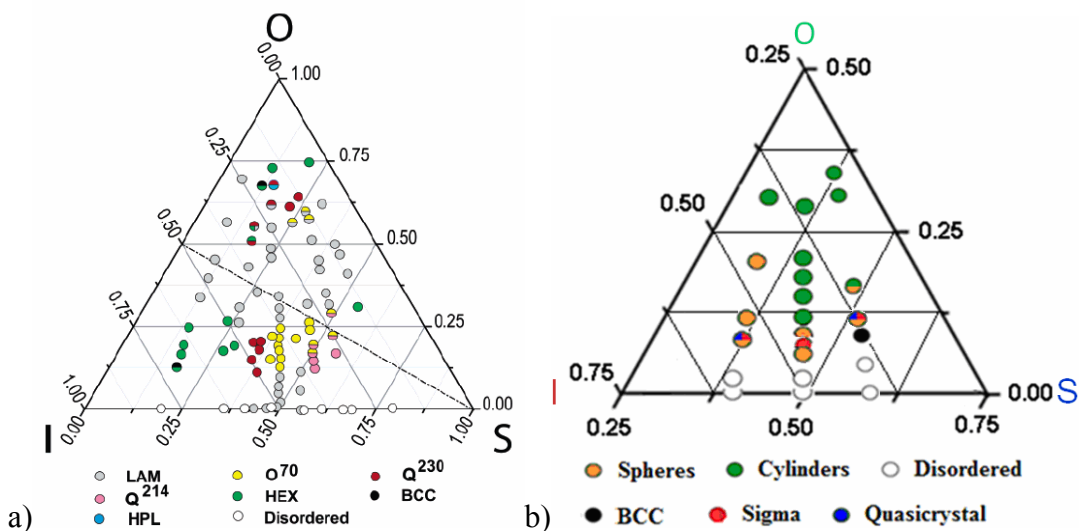 O
0.00
1.00
0.25
0.75
0.50
0.50
0.75
0.25
1.00
0.00
0.00
0.25
0.50
0.75
1.00
I
S
LAM
O70
Q230
Q214
HEX
BCC
HPL
Disordered
a)
O
0.25
0.50
0.50
0.25
0.75
0.00
I
S
0.25
0.50
0.75
Spheres
Cylinders
Disordered
BCC
Sigma
Quasicrystal
b)